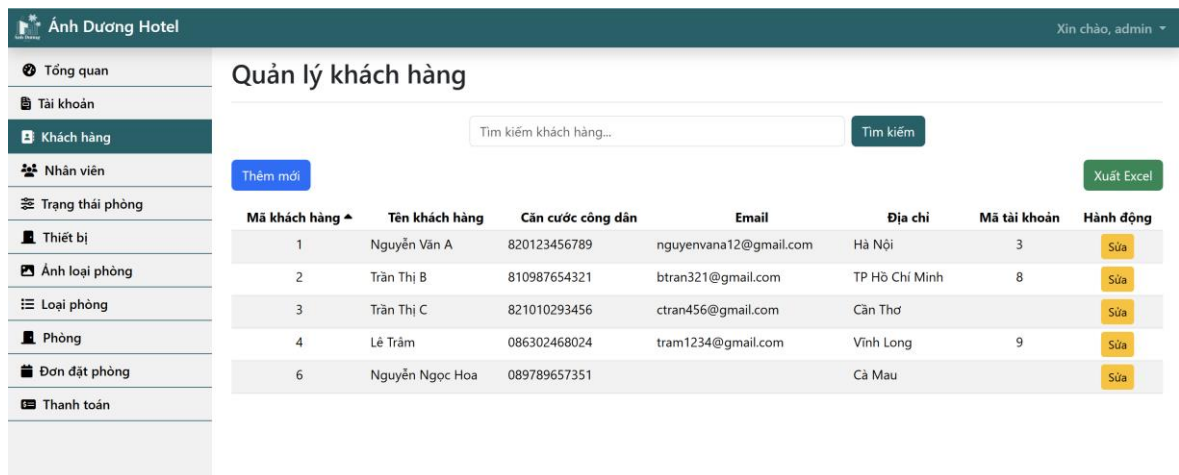 Ánh Dương Hotel
Xin chào, admin
Tổng quan
Tài khoản
Khách hàng
Nhân viên
Trạng thái phòng
Thiết bị
Ảnh loại phòng
Loại phòng
Phòng
Đơn đặt phòng
Thanh toán
Quản lý khách hàng
Tìm kiếm khách hàng... Tìm kiếm
Thêm mới Xuất Excel
Mã khách hàng Tên khách hàng Căn cước công dân Email Địa chỉ Mã tài khoản Hành động
1 Nguyễn Văn A 820123456789 nguyenvana12@gmail.com Hà Nội 3 Sửa
2 Trần Thị B 810987654321 btran321@gmail.com TP Hồ Chí Minh 8 Sửa
3 Trần Thị C 821010293456 ctran456@gmail.com Cần Thơ Sửa
4 Lê Trâm 086302468024 tram1234@gmail.com Vĩnh Long 9 Sửa
6 Nguyễn Ngọc Hoa 089789657351 Cà Mau Sửa